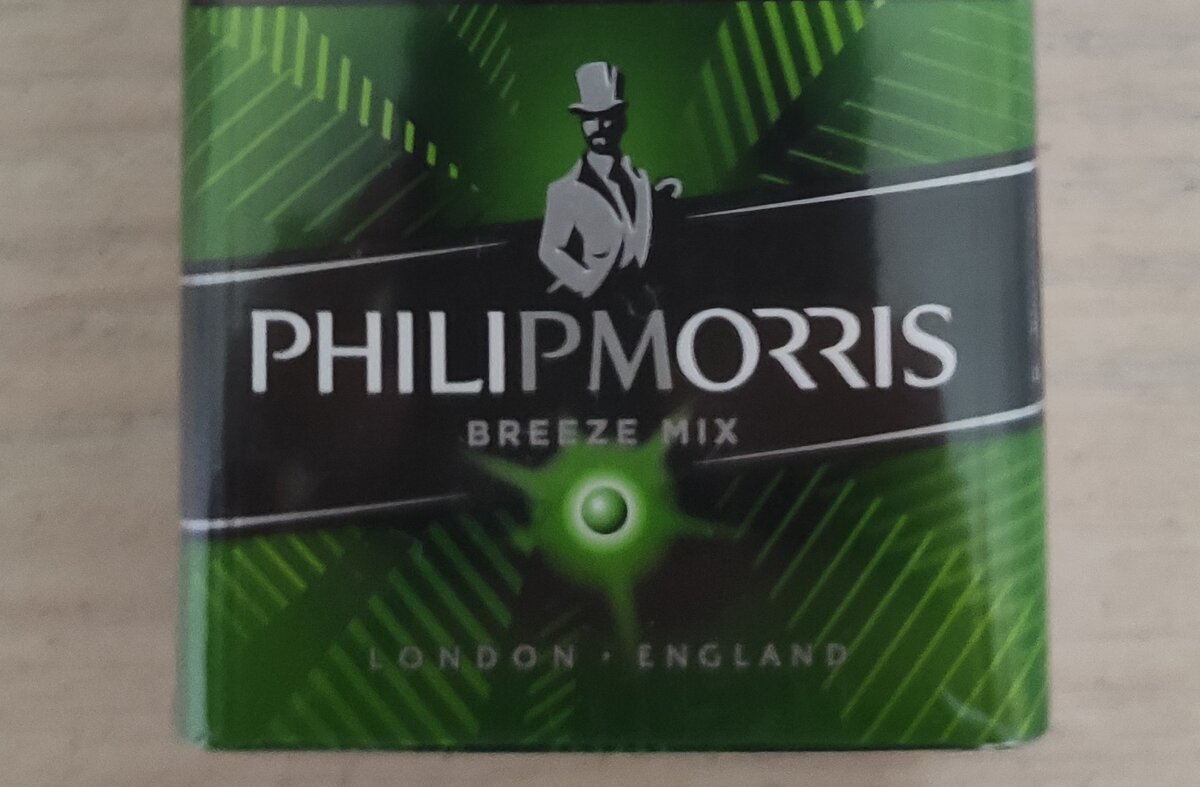 PHILIPMORRIS
BREEZE MIX
LONDON · ENGLAND